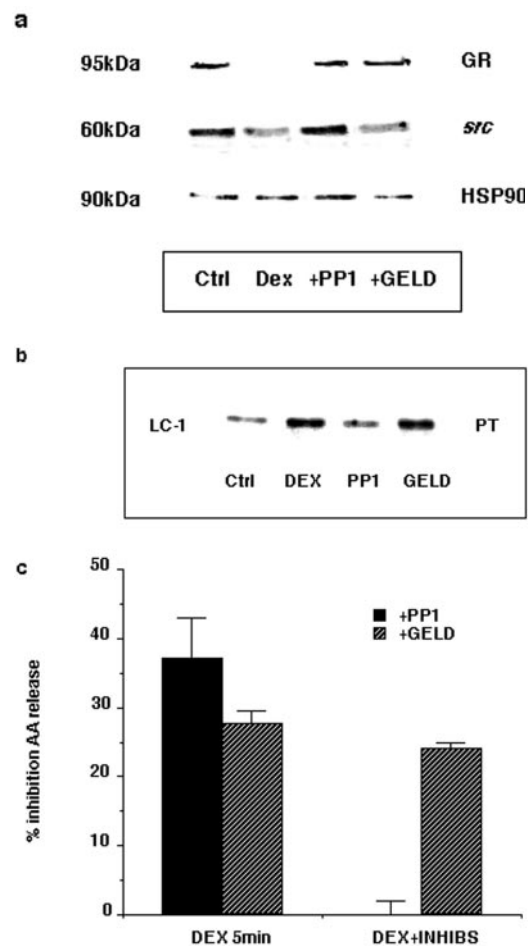 a
95kDa GR
60kDa src
90kDa HSP90
Ctrl Dex +PP1 +GELD
b
LC-1 PT
Ctrl DEX PP1 GELD
c
50
+PP1
+GELD
40
30
20
10
0
% inhibition AA release
DEX 5min DEX+INHIBS